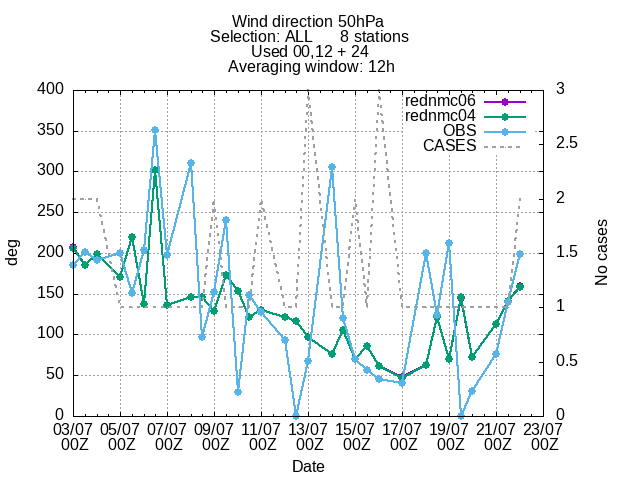 Wind direction 50hPa
Selection: ALL 8 stations
Used 00,12 + 24
Averaging window: 12h
rednmc06
rednmc04
OBS
CASES
400
350
300
250
200
150
100
50
0
deg
3
2.5
2
1.5
1
0.5
0
No cases
03/07 05/07 07/07 09/07 11/07 13/07 15/07 17/07 19/07 21/07 23/07
00Z 00Z 00Z 00Z 00Z 00Z 00Z 00Z 00Z 00Z 00Z
Date